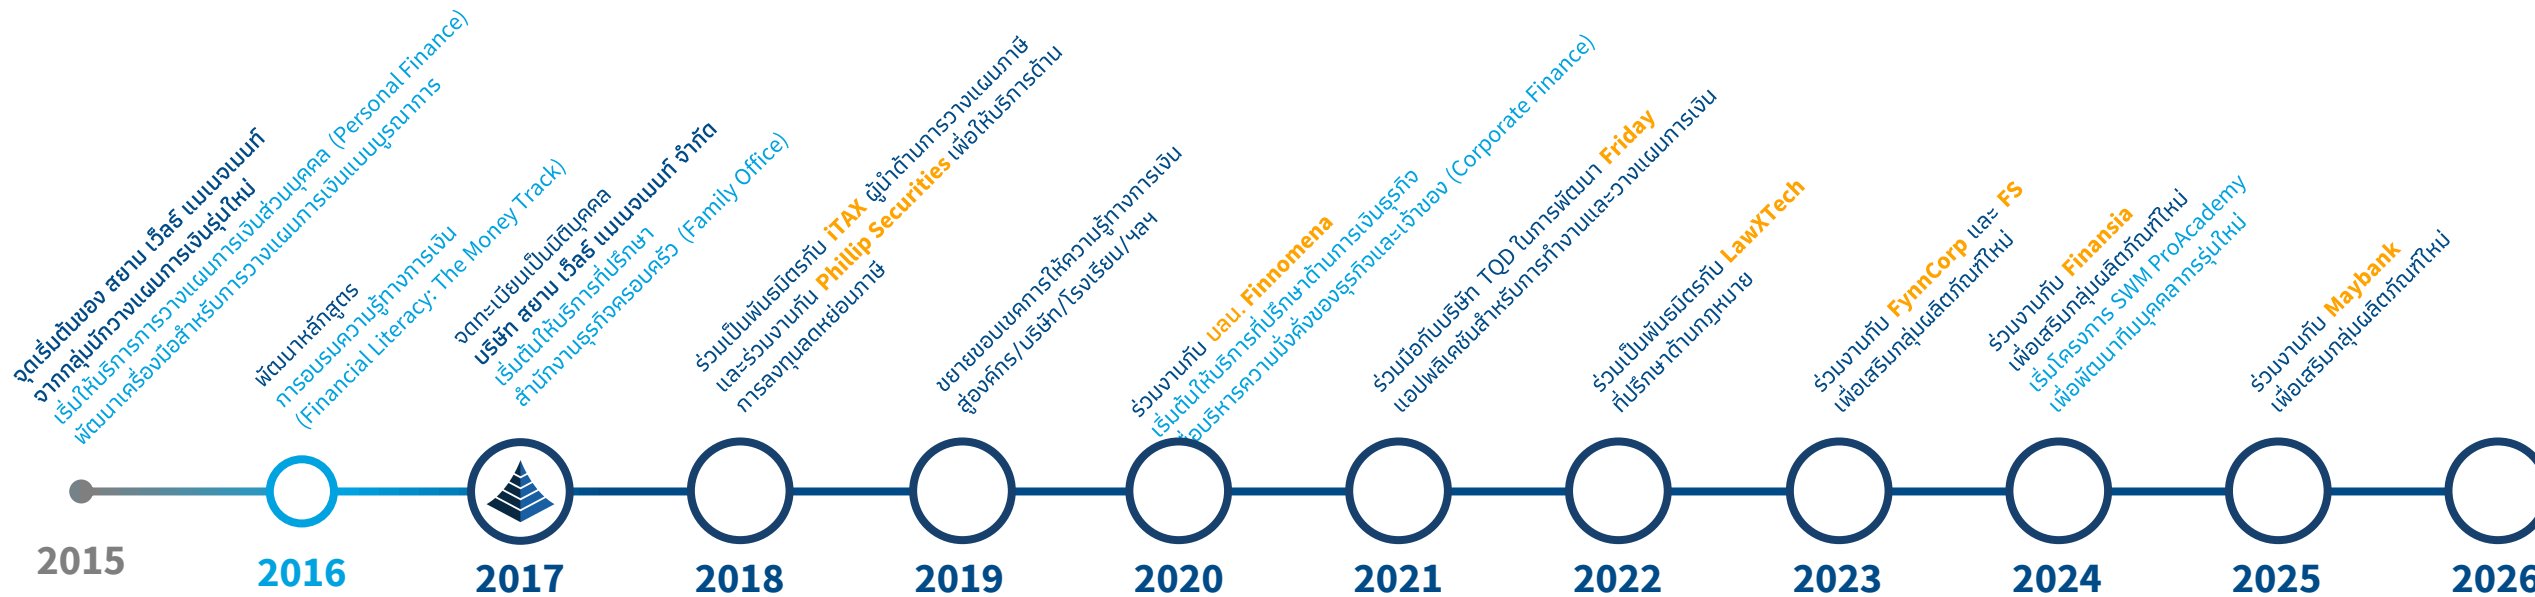 จุดเริ่มต้นของ สยาม เว็ลธ์ แมเนจเมนท์
จากกลุ่มนักวางแผนการเงินรุ่นใหม่
เริ่มให้บริการการวางแผนการเงินส่วนบุคคล (Personal Finance)
พัฒนาเครื่องมือสำหรับการวางแผนการเงินแบบบูรณาการ
2015
พัฒนาหลักสูตร
การอบรมความรู้ทางการเงิน
(Financial Literacy: The Money Track)
2016
จดทะเบียนเป็นนิติบุคคล
บริษัท สยาม เว็ลธ์ แมเนจเมนท์ จำกัด
เริ่มต้นให้บริการที่ปรึกษา
สำนักงานธุรกิจครอบครัว (Family Office)
2017
ร่วมเป็นพันธมิตรกับ iTAX ผู้นำด้านการวางแผนภาษี
และร่วมงานกับ Phillip Securities เพื่อให้บริการด้าน
การลงทุนลดหย่อนภาษี
2018
ขยายขอบเขตการให้ความรู้ทางการเงิน
สู่องค์กร/บริษัท/โรงเรียน/ฯลฯ
2019
ร่วมงานกับ บลน. Finnomena
เริ่มต้นให้บริการที่ปรึกษาด้านการเงินธุรกิจ
เพื่อบริหารความมั่งคั่งของธุรกิจและเจ้าของ (Corporate Finance)
2020
ร่วมมือกับบริษัท TQD ในการพัฒนา Friday
แอปพลิเคชันสำหรับการทำงานและวางแผนการเงิน
2021
ร่วมเป็นพันธมิตรกับ LawXTech
ที่ปรึกษาด้านกฎหมาย
2022
ร่วมงานกับ FynnCorp และ FS
เพื่อเสริมกลุ่มผลิตภัณฑ์ใหม่
2023
ร่วมงานกับ Finansia
เพื่อเสริมกลุ่มผลิตภัณฑ์ใหม่
เริ่มโครงการ SWM ProAcademy
เพื่อพัฒนาทีมบุคคลากรรุ่นใหม่
2024
ร่วมงานกับ Maybank
เพื่อเสริมกลุ่มผลิตภัณฑ์ใหม่
2025
2026